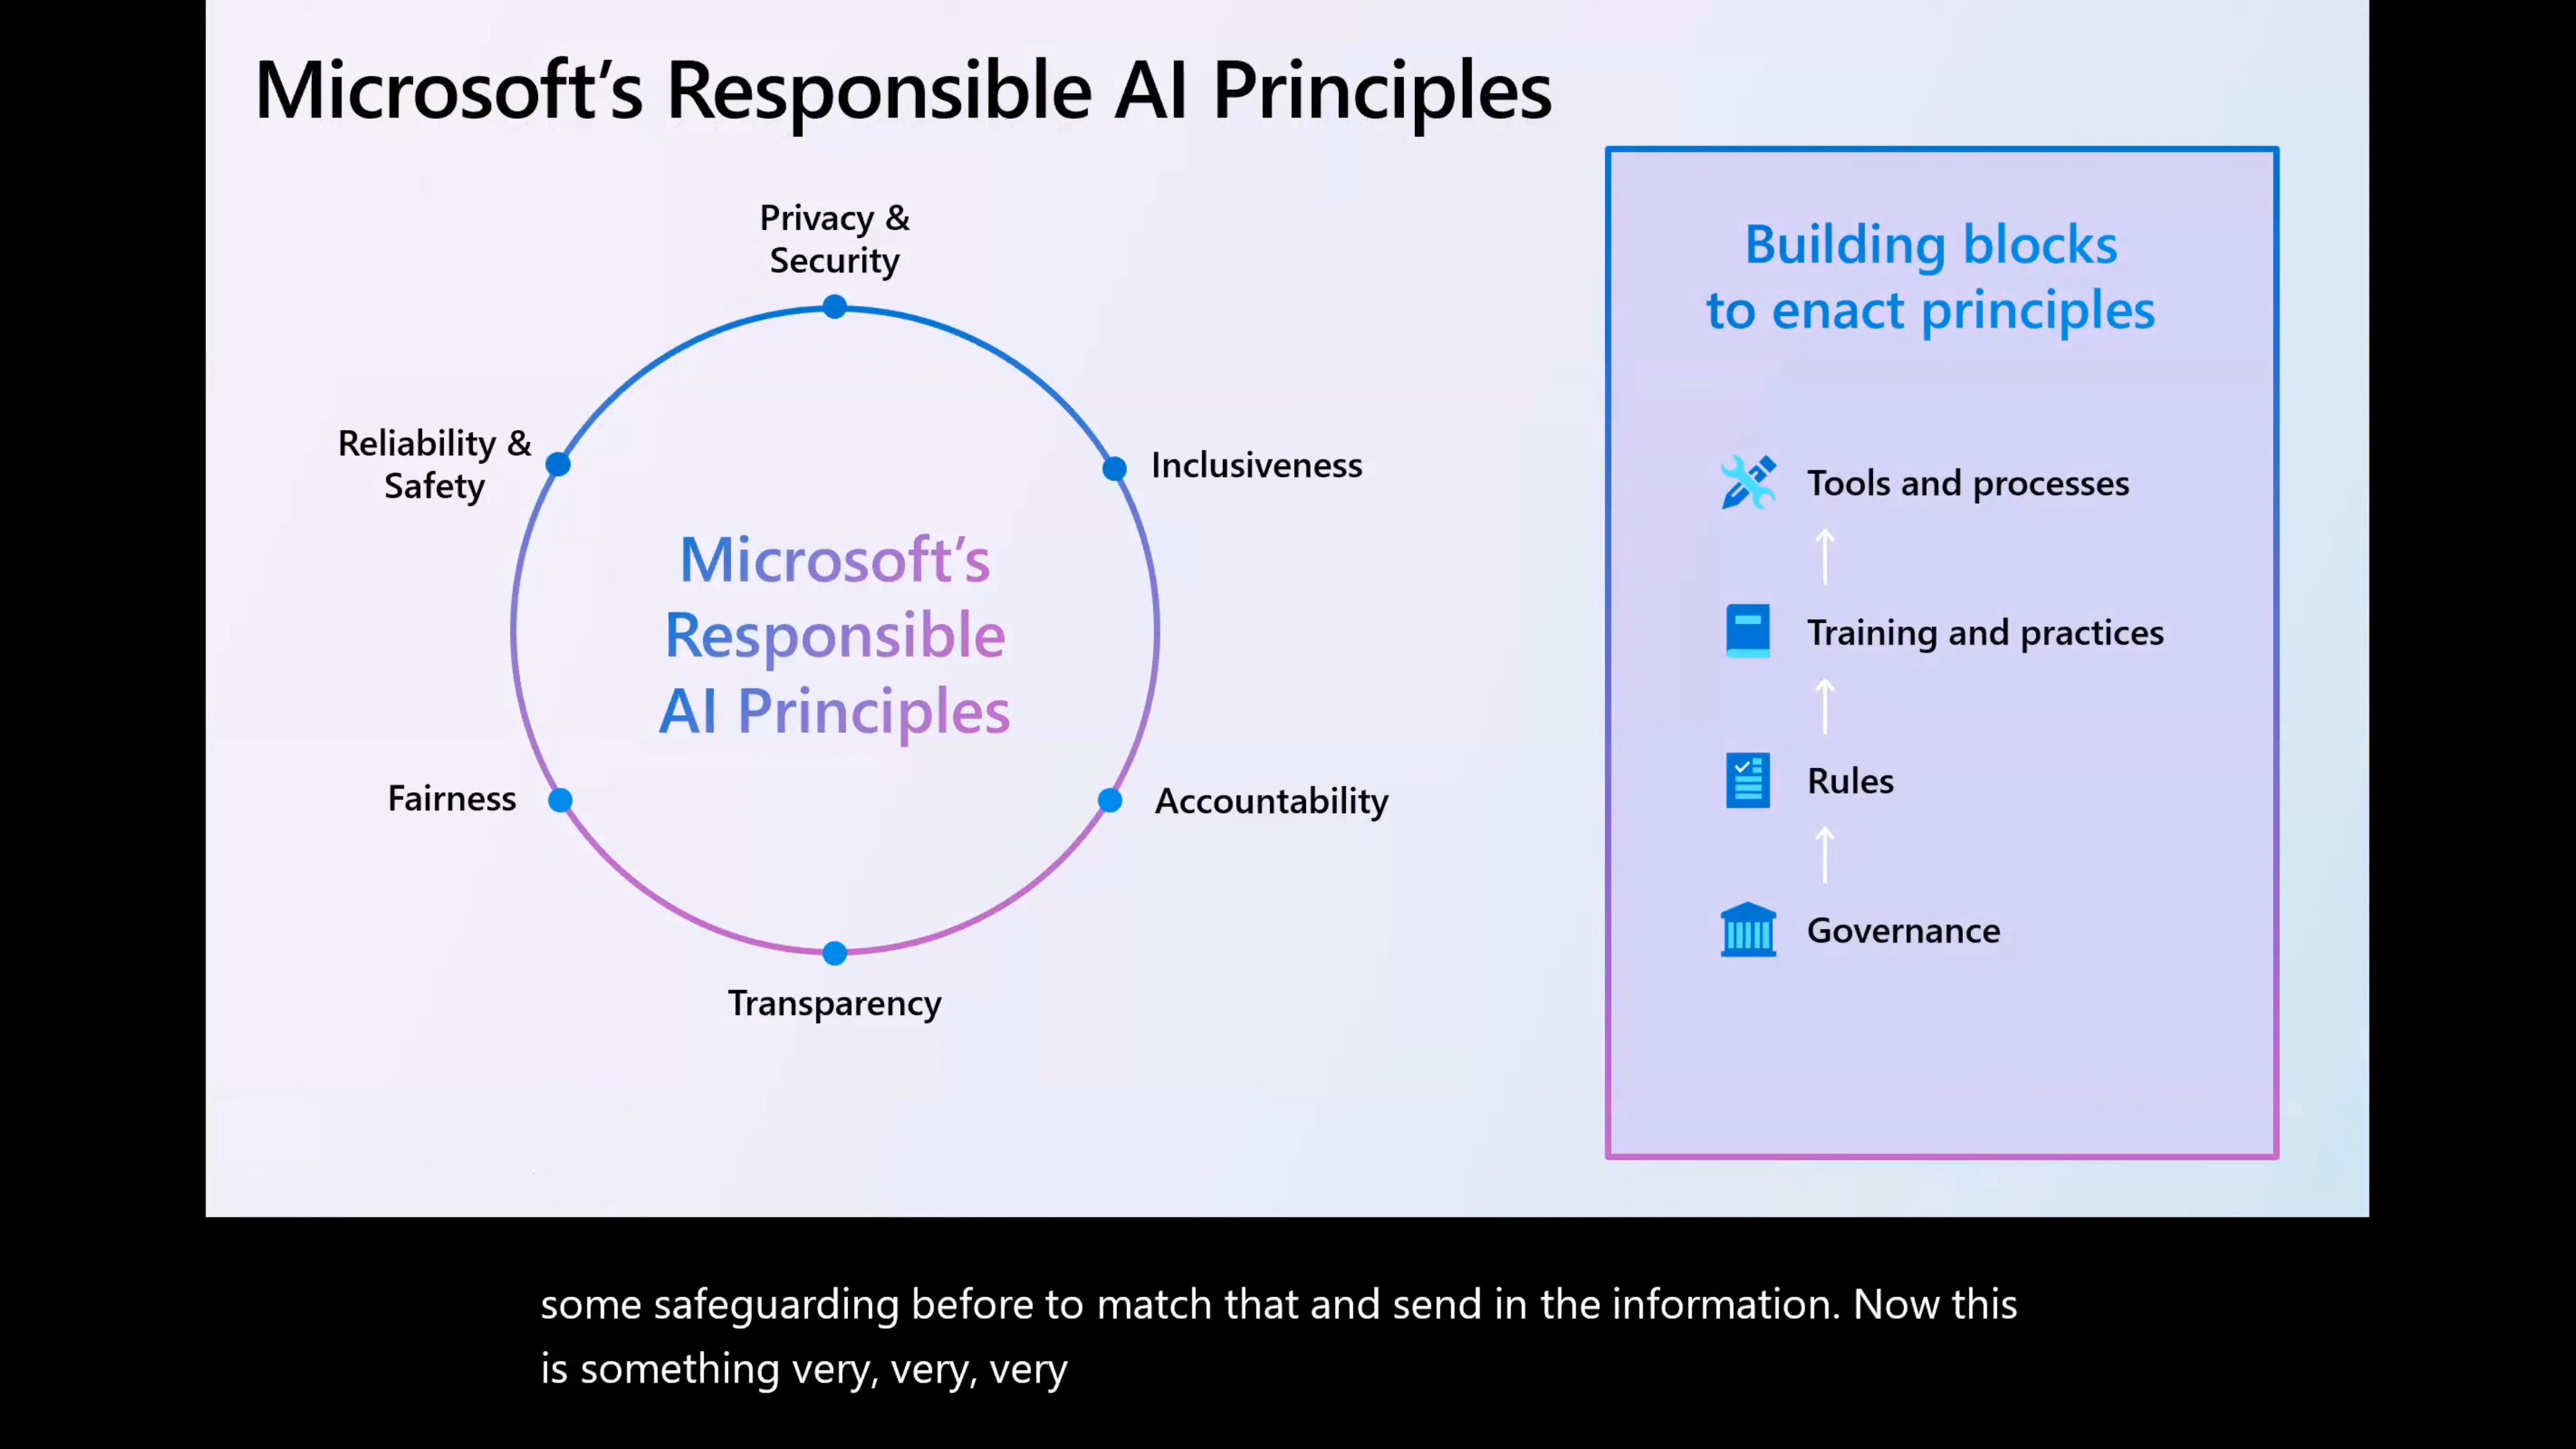 Microsoft’s Responsible AI Principles
Privacy &
Security
Inclusiveness
Accountability
Transparency
Fairness
Reliability &
Safety
Microsoft’s
Responsible
AI Principles
Building blocks
to enact principles
Tools and processes
Training and practices
Rules
Governance
some safeguarding before to match that and send in the information. Now this
is something very, very, very